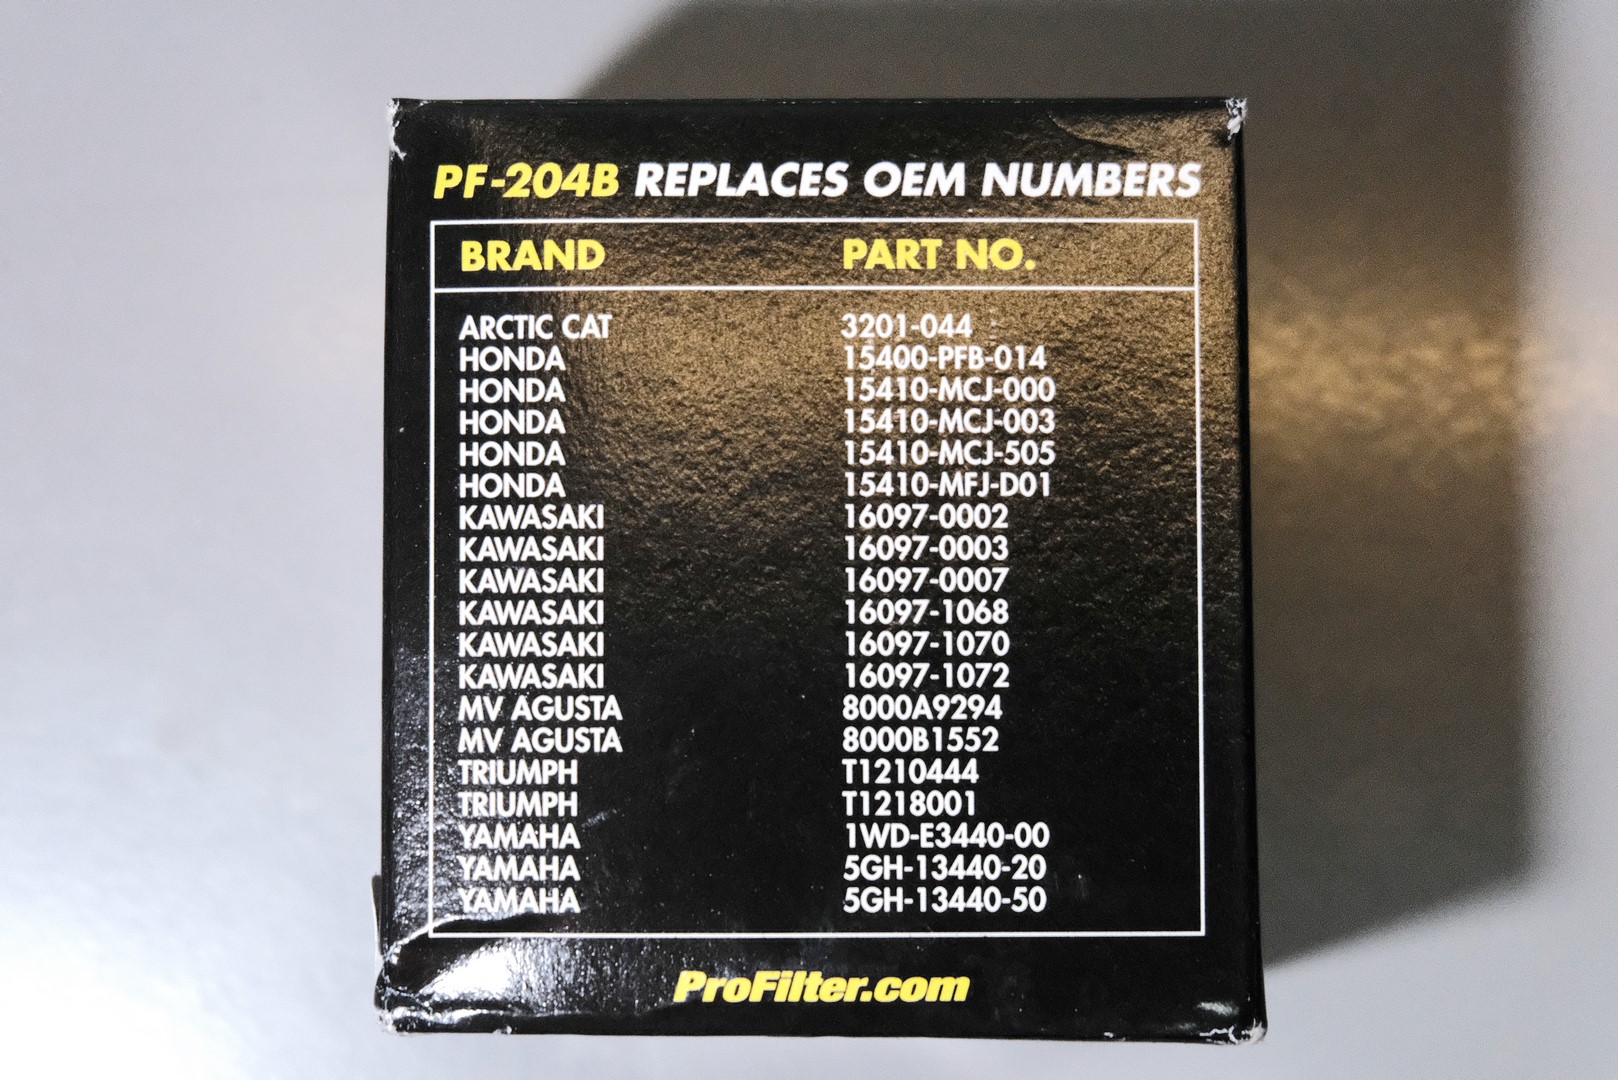 PF-204B REPLACES OEM NUMBERS
BRAND PART NO.
ARCTIC CAT 3201-044
HONDA 15400-PFB-014
HONDA 15410-MCJ-000
HONDA 15410-MCJ-003
HONDA 15410-MCJ-505
HONDA 15410-MFJ-D01
KAWASAKI 16097-0002
KAWASAKI 16097-0003
KAWASAKI 16097-0007
KAWASAKI 16097-1068
KAWASAKI 16097-1070
KAWASAKI 16097-1072
MV AGUSTA 8000A9294
MV AGUSTA 8000B1552
TRIUMPH T1210444
TRIUMPH T1218001
YAMAHA 1WD-E3440-00
YAMAHA 5GH-13440-20
YAMAHA 5GH-13440-50
ProFilter.com